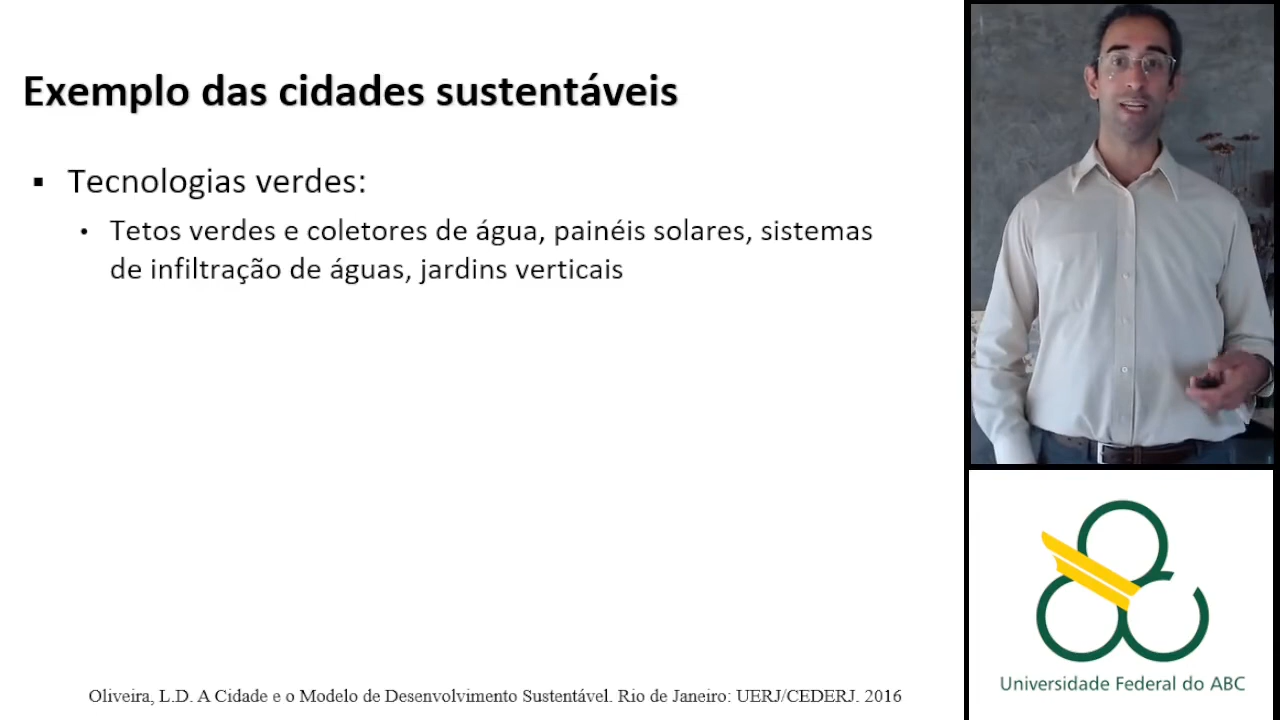 Exemplo das cidades sustentáveis
▪ Tecnologias verdes:
• Tetos verdes e coletores de água, painéis solares, sistemas
de infiltração de águas, jardins verticais
Oliveira, L.D. A Cidade e o Modelo de Desenvolvimento Sustentável. Rio de Janeiro: UERJ/CEDERJ. 2016
Universidade Federal do ABC